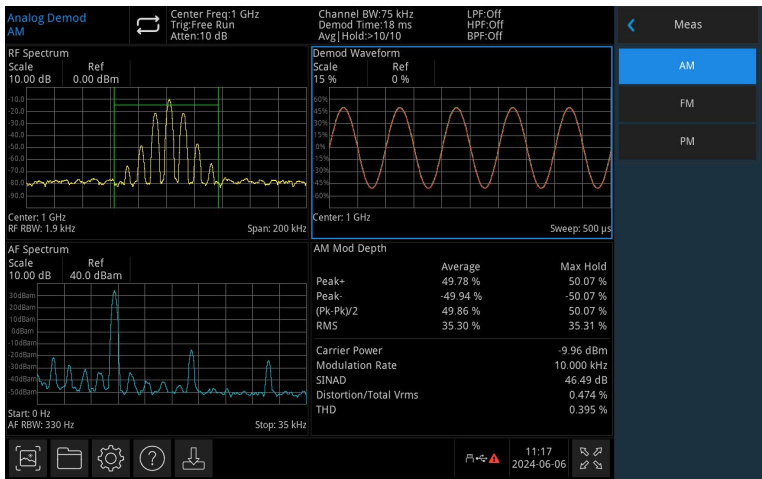 Analog Demod
AM
Center Freq:1 GHz
Trig:Free Run
Atten:10 dB
Channel BW:75 kHz
Demod Time:18 ms
Avg|Hold:>10/10
LPF:Off
HPF:Off
BPF:Off
Meas
AM
FM
PM
RF Spectrum
Scale Ref
10.00 dB 0.00 dBm
-10.0
-20.0
-30.0
-40.0
-50.0
-60.0
-70.0
-80.0
-90.0
Center: 1 GHz
RF RBW: 1.9 kHz Span: 200 kHz
Demod Waveform
Scale Ref
15 % 0 %
60%
45%
30%
15%
0%
-15%
-30%
-45%
Center: 1 GHz
Sweep: 500 μs
AF Spectrum
Scale Ref
10.00 dB 40.0 dBam
30dBam
20dBam
10dBam
0dBam
-10dBam
-20dBam
-30dBam
-40dBam
-50dBam
Start: 0 Hz
AF RBW: 330 Hz Stop: 35 kHz
AM Mod Depth
Average Max Hold
Peak+ 49.78 % 50.07 %
Peak- -49.94 % -50.07 %
(Pk-Pk)/2 49.86 % 50.07 %
RMS 35.30 % 35.31 %
Carrier Power -9.96 dBm
Modulation Rate 10.000 kHz
SINAD 46.49 dB
Distortion/Total Vrms 0.474 %
THD 0.395 %
11:17
2024-06-06